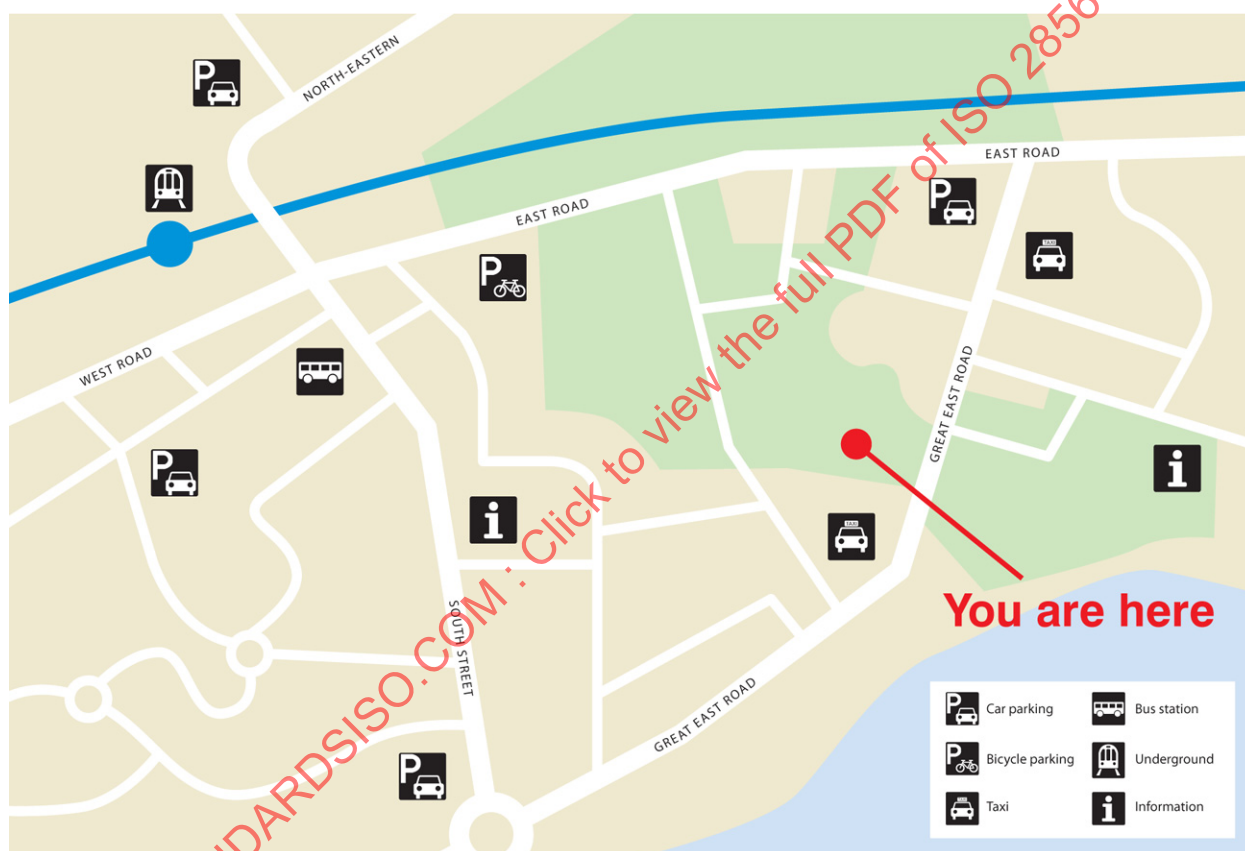 NORTH-EASTERN
P
EAST ROAD
P
EAST ROAD
TAXI
P
WEST ROAD
GREAT EAST ROAD
P
i
i
TAXI
You are here
SOUTH STREET
GREAT EAST ROAD
P
P Car parking
Bus station
P Bicycle parking
Underground
TAXI Taxi
i Information
DARDSISO.COM : Click to view the full PDF of ISO 2856